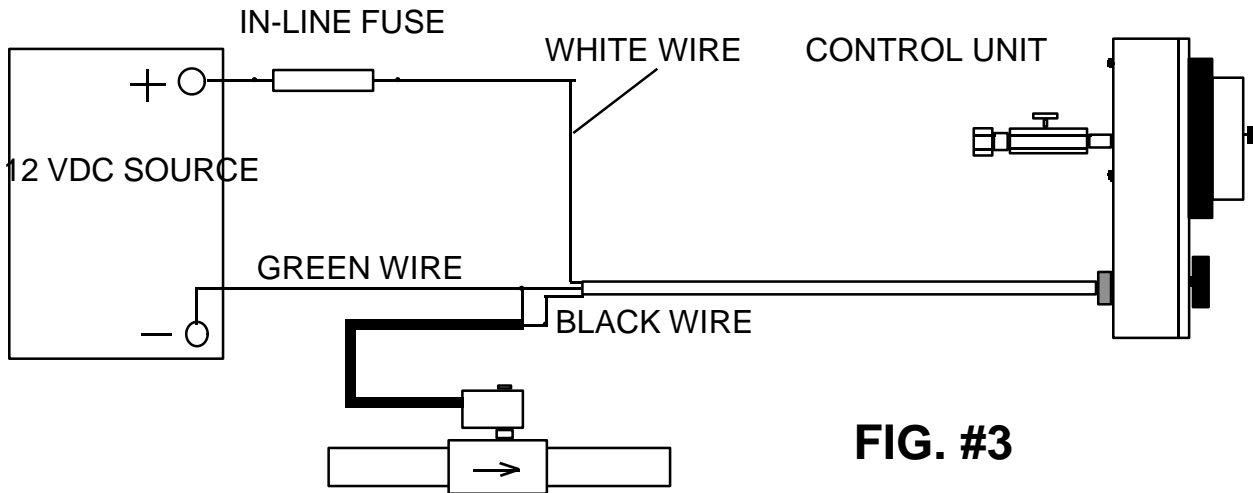 IN-LINE FUSE
WHITE WIRE
CONTROL UNIT
+
12 VDC SOURCE
GREEN WIRE
—
BLACK WIRE
FIG. #3